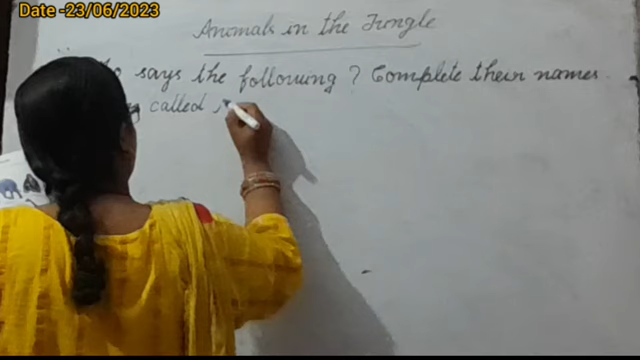 Date -23/06/2023
Animals in the Jungle
says the following? Complete their names.
called